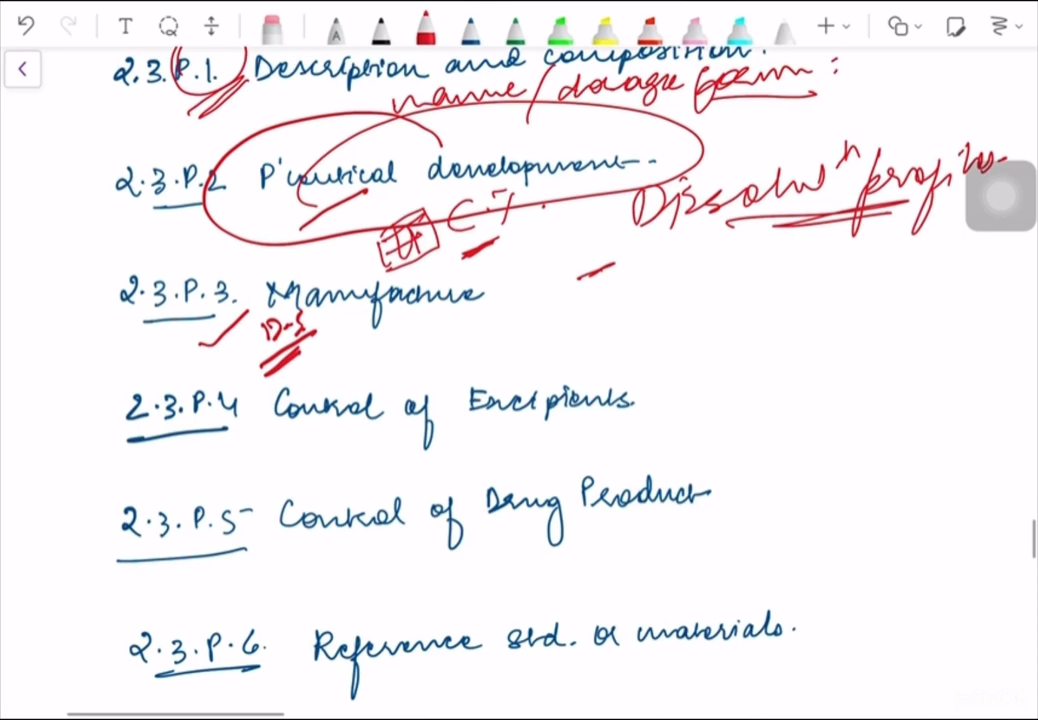 2.3.P.1. Description and composition.
name / dosage form :
2.3.P.2 P'ceutical development..
C.T.
Dissolutn profiles
2.3.P.3. Manufacture
D-S
2.3.P.4 Control of Excipients.
2.3.P.5 Control of Drug Product
2.3.P.6. Reference std. or materials.